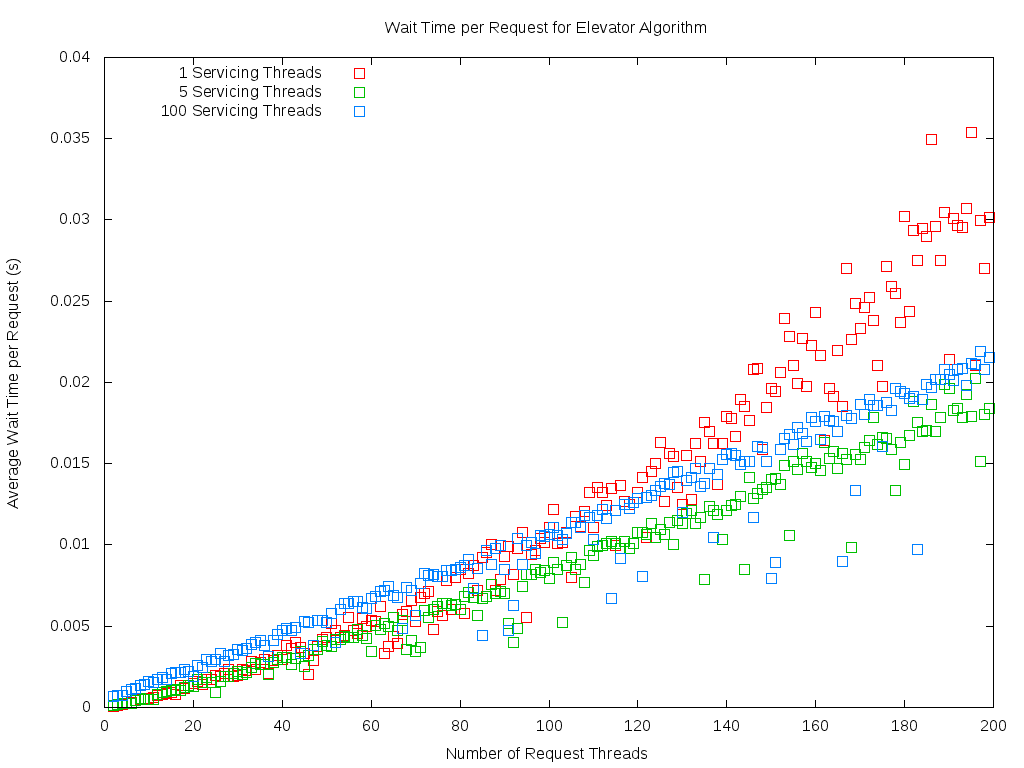 Wait Time per Request for Elevator Algorithm
1 Servicing Threads
5 Servicing Threads
100 Servicing Threads
0.04
0.035
0.03
0.025
0.02
0.015
0.01
0.005
0
Average Wait Time per Request (s)
0 20 40 60 80 100 120 140 160 180 200
Number of Request Threads